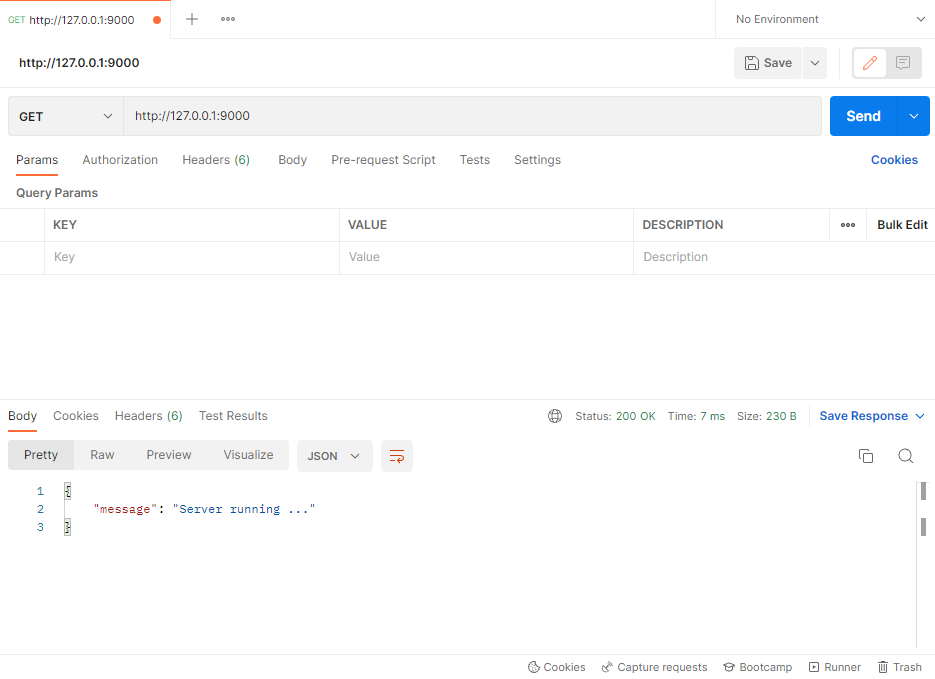 GET http://127.0.0.1:9000 No Environment
http://127.0.0.1:9000 Save
GET http://127.0.0.1:9000 Send
Params Authorization Headers (6) Body Pre-request Script Tests Settings Cookies
Query Params
KEY VALUE DESCRIPTION Bulk Edit
Key Value Description
Body Cookies Headers (6) Test Results Status: 200 OK Time: 7 ms Size: 230 B Save Response
Pretty Raw Preview Visualize JSON
1 {
2 "message": "Server running ..."
3 }
Cookies Capture requests Bootcamp Runner Trash